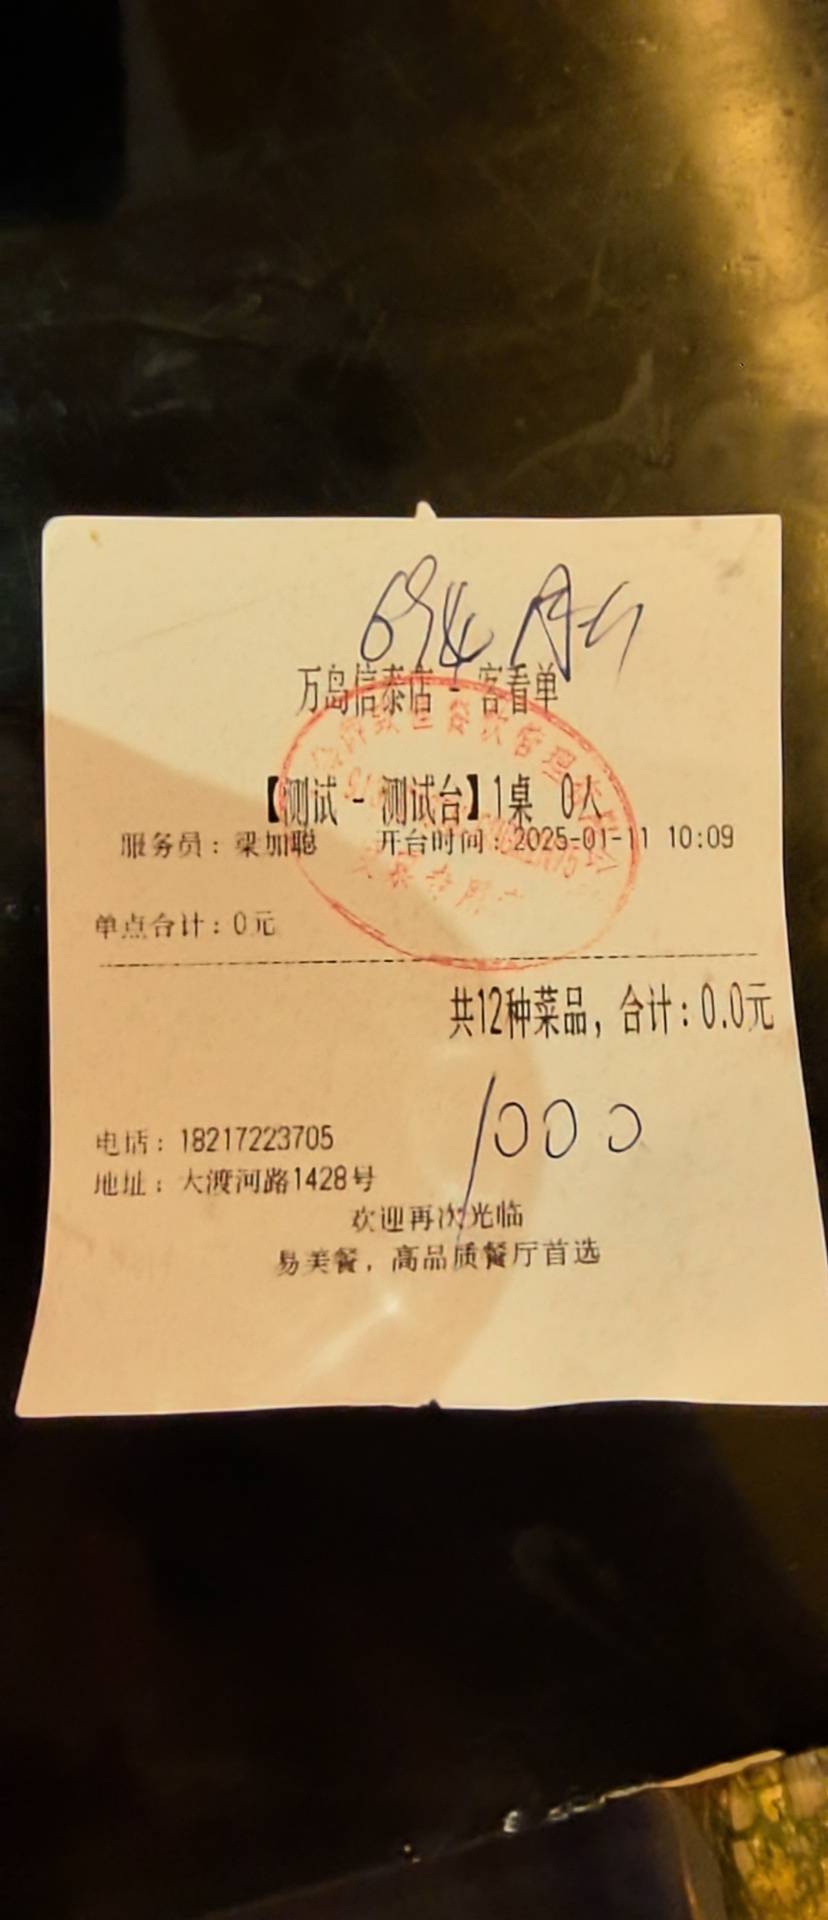 万岛信泰店 - 客看单
【测试 - 测试台】1桌 0人
服务员：梁加聪 开台时间：2025-01-11 10:09
单点合计：0元
共12种菜品，合计：0.0元
1000
电话：18217223705
地址：大渡河路1428号
欢迎再次光临
易美餐，高品质餐厅首选